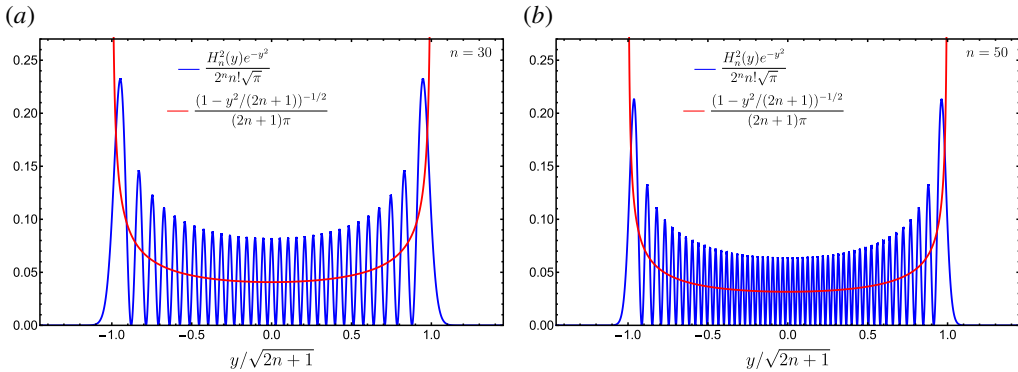 (a)
n = 30
H_n^2(y)e^{-y^2}
2^n n!√π
(1 − y^2/(2n + 1))^{-1/2}
(2n + 1)π
0.25
0.20
0.15
0.10
0.05
0.00
−1.0 −0.5 0.0 0.5 1.0
y/√2n + 1
(b)
n = 50
H_n^2(y)e^{-y^2}
2^n n!√π
(1 − y^2/(2n + 1))^{-1/2}
(2n + 1)π
0.25
0.20
0.15
0.10
0.05
0.00
−1.0 −0.5 0.0 0.5 1.0
y/√2n + 1